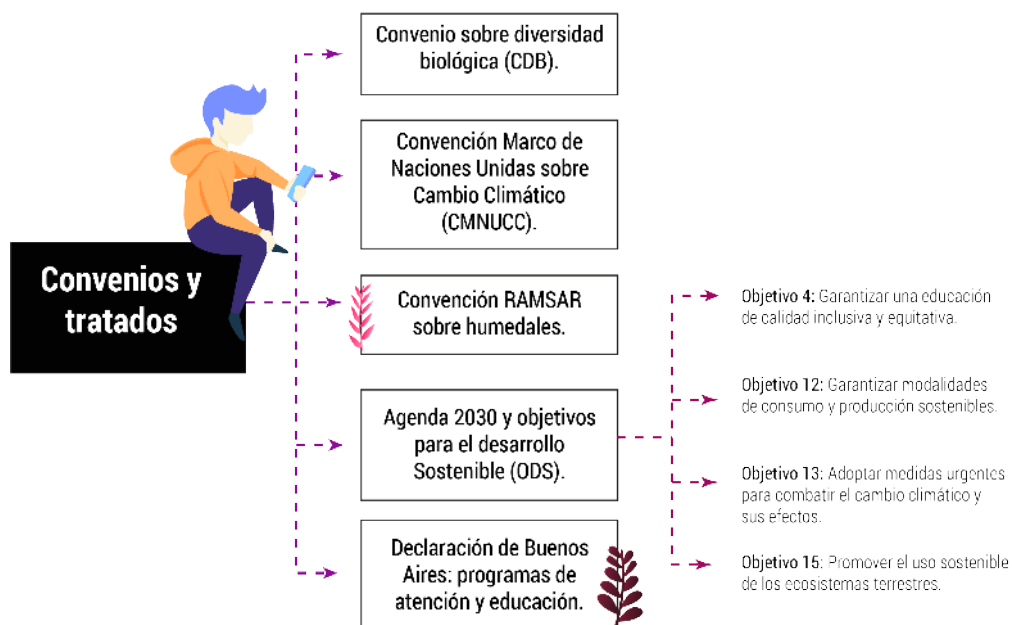 Convenios y
tratados
Convenio sobre diversidad
biológica (CDB).
Convención Marco de
Naciones Unidas sobre
Cambio Climático
(CMNUCC).
Convención RAMSAR
sobre humedales.
Agenda 2030 y objetivos
para el desarrollo
Sostenible (ODS).
Declaración de Buenos
Aires: programas de
atención y educación.
Objetivo 4: Garantizar una educación
de calidad inclusiva y equitativa.
Objetivo 12: Garantizar modalidades
de consumo y producción sostenibles.
Objetivo 13: Adoptar medidas urgentes
para combatir el cambio climático y
sus efectos.
Objetivo 15: Promover el uso sostenible
de los ecosistemas terrestres.